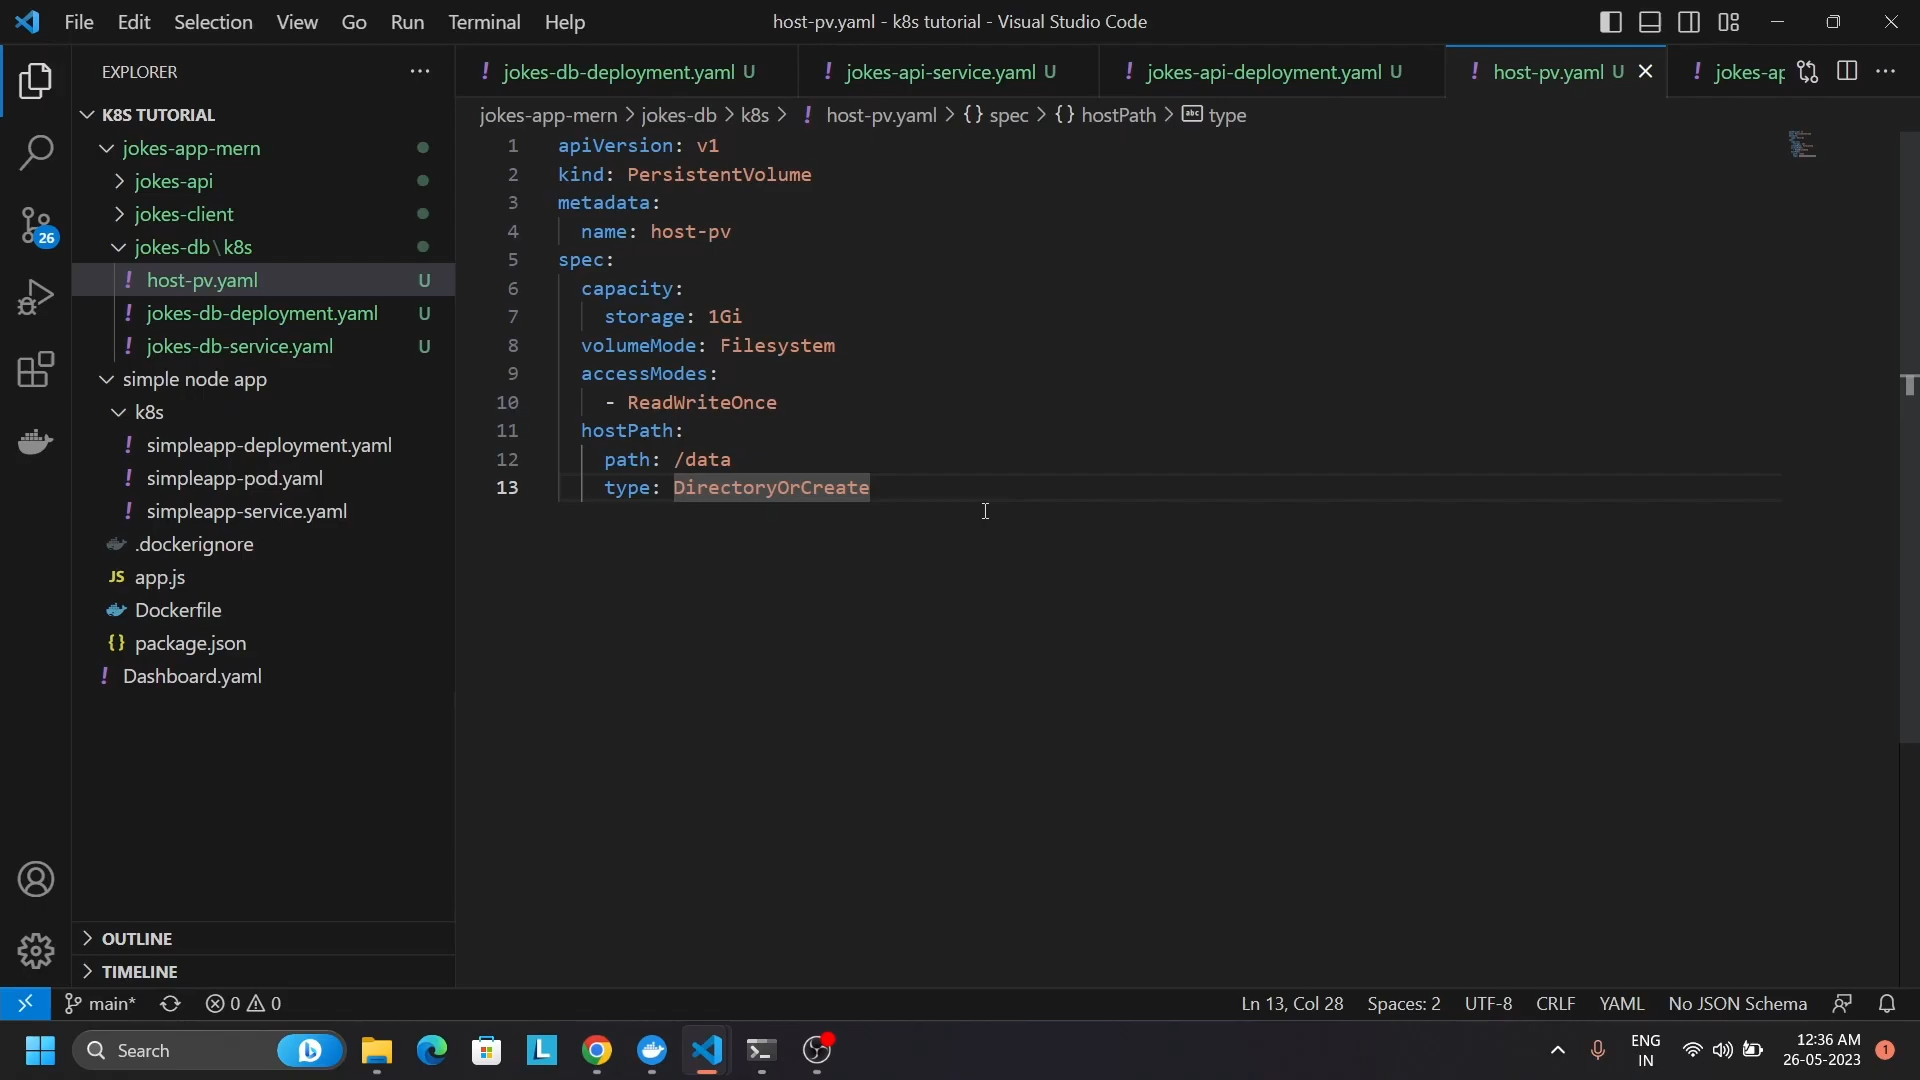 File Edit Selection View Go Run Terminal Help
host-pv.yaml - k8s tutorial - Visual Studio Code
EXPLORER
K8S TUTORIAL
jokes-app-mern
jokes-api
jokes-client
jokes-db\k8s
! host-pv.yaml U
! jokes-db-deployment.yaml U
! jokes-db-service.yaml U
simple node app
k8s
! simpleapp-deployment.yaml
! simpleapp-pod.yaml
! simpleapp-service.yaml
.dockerignore
JS app.js
Dockerfile
{} package.json
! Dashboard.yaml
OUTLINE
TIMELINE
26
! jokes-db-deployment.yaml U
! jokes-api-service.yaml U
! jokes-api-deployment.yaml U
! host-pv.yaml U
! jokes-ap
jokes-app-mern > jokes-db > k8s > ! host-pv.yaml > {} spec > {} hostPath > abc type
1 apiVersion: v1
2 kind: PersistentVolume
3 metadata:
4 name: host-pv
5 spec:
6 capacity:
7 storage: 1Gi
8 volumeMode: Filesystem
9 accessModes:
10 - ReadWriteOnce
11 hostPath:
12 path: /data
13 type: DirectoryOrCreate
main* 0 0
Ln 13, Col 28 Spaces: 2 UTF-8 CRLF YAML No JSON Schema
Search
L
ENG
IN
12:36 AM
26-05-2023
1